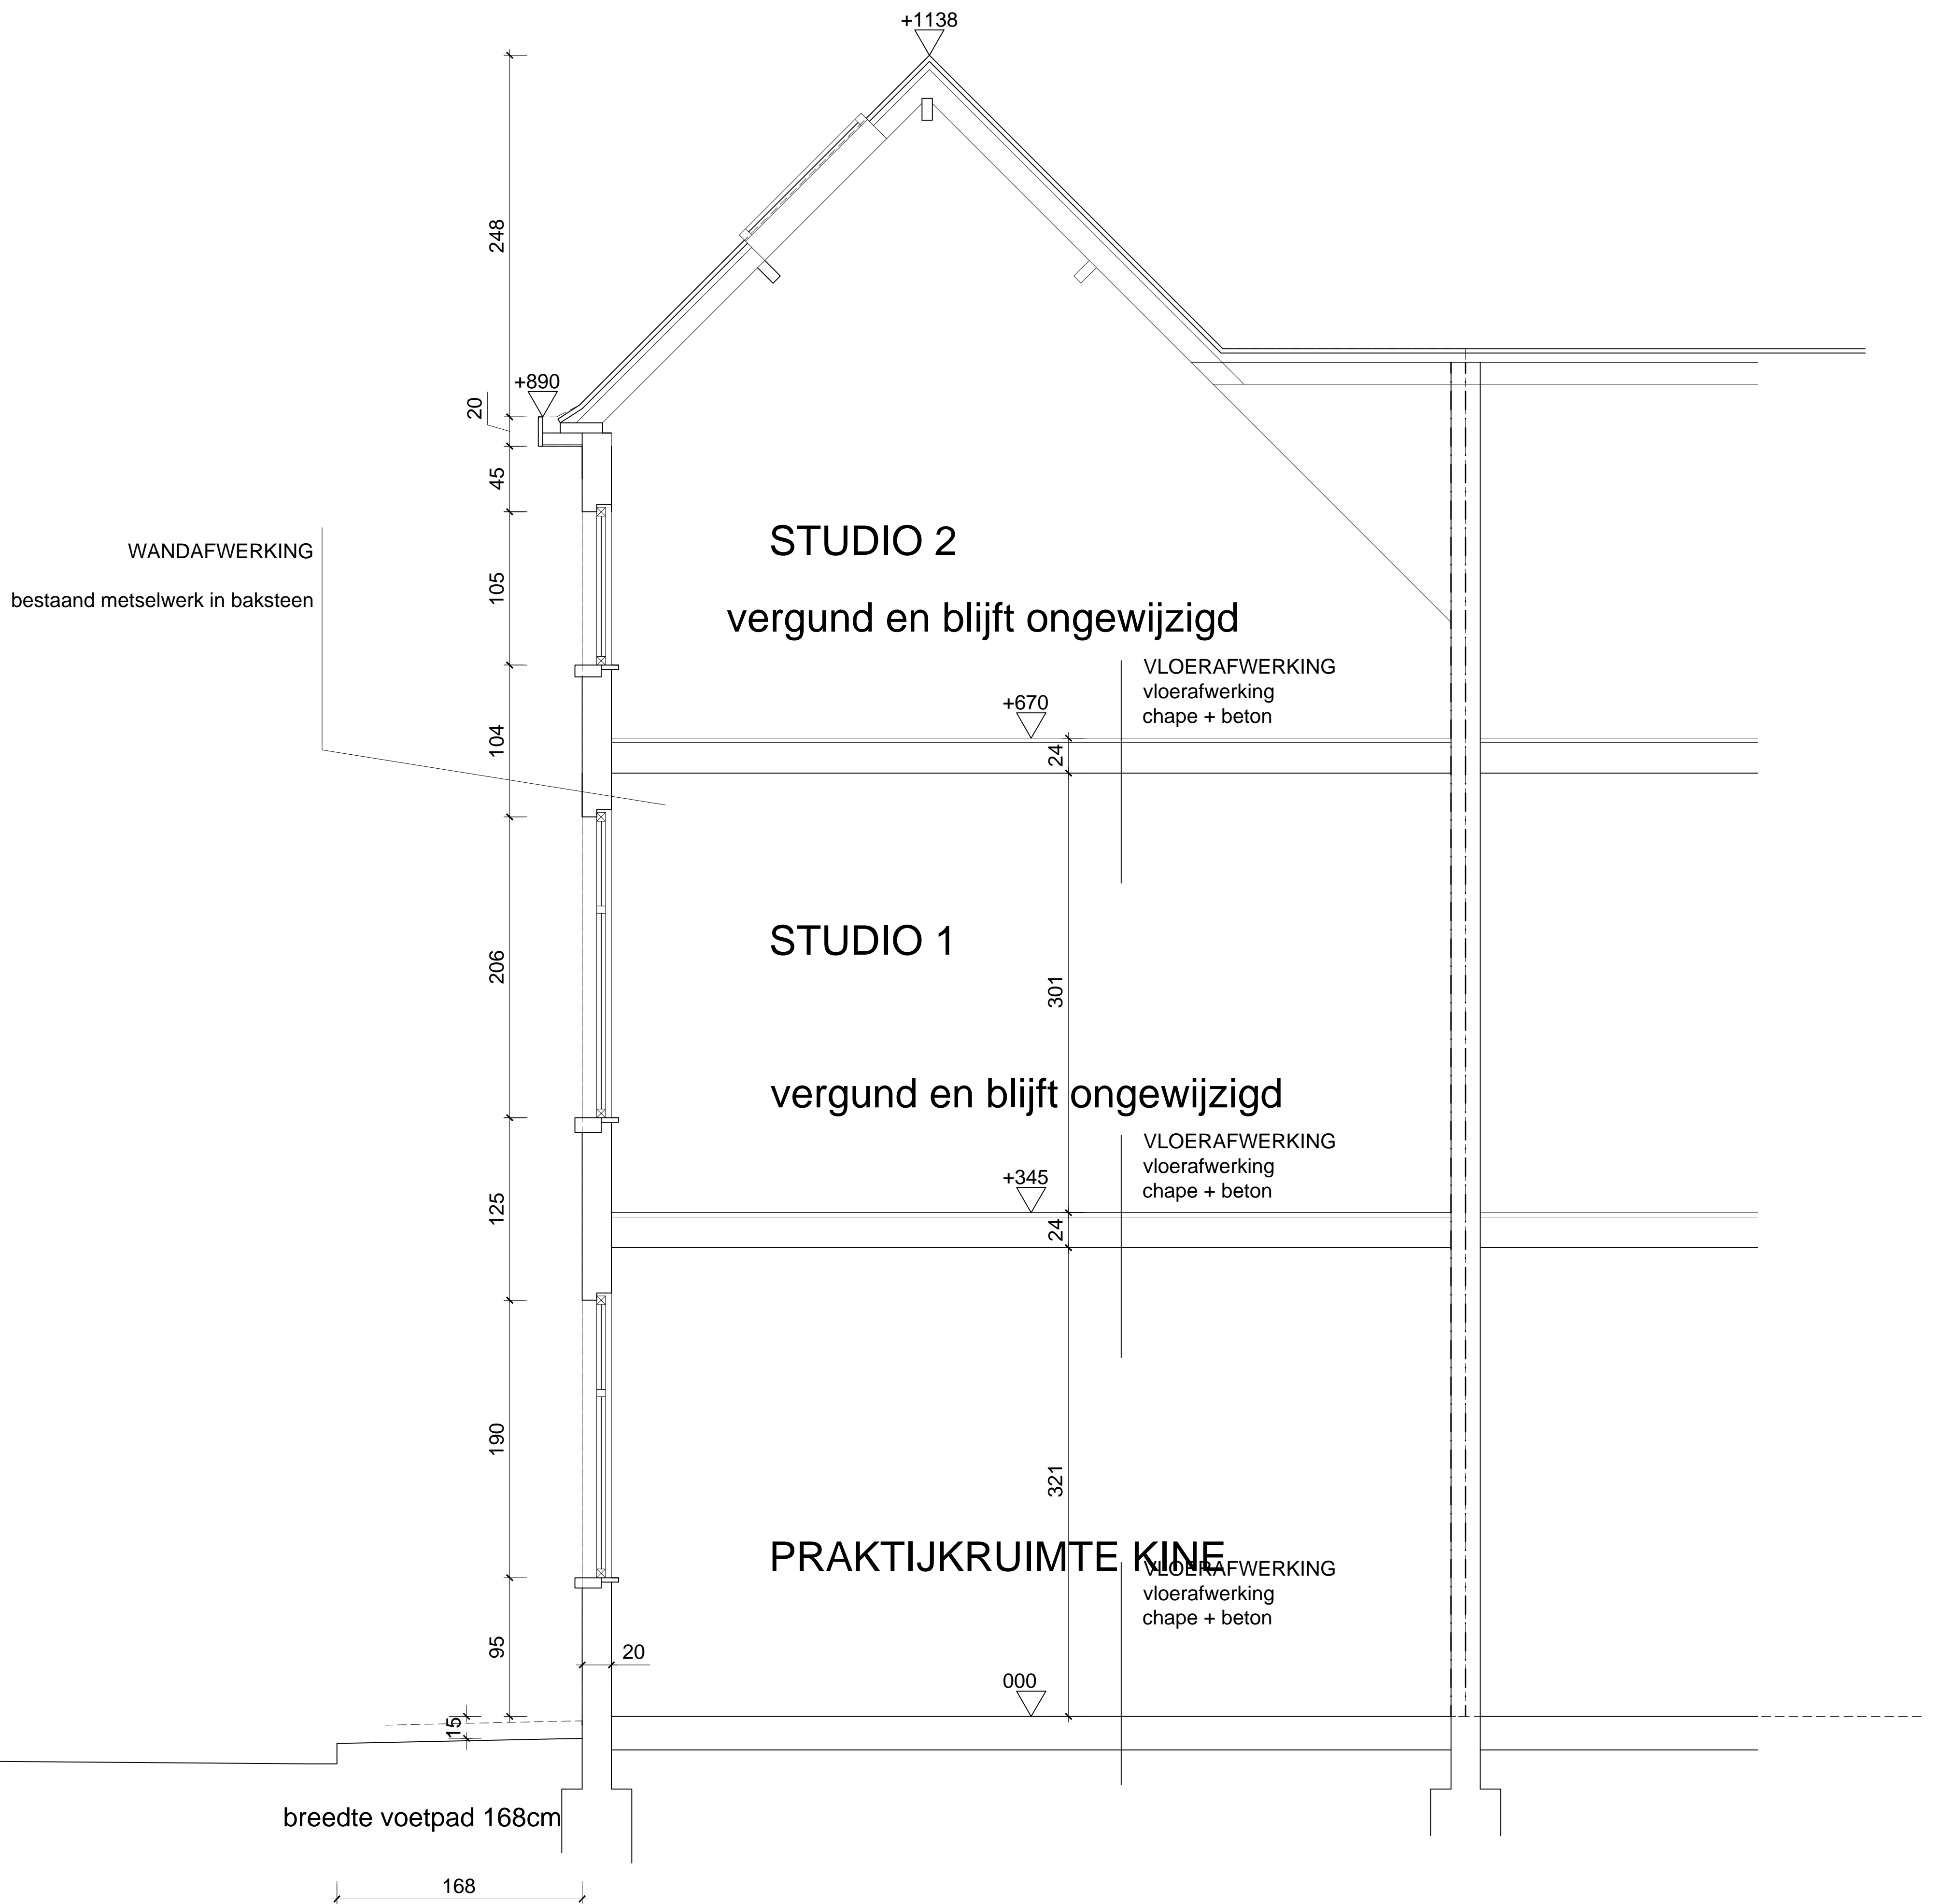 +1138
248
+890
20
45
WANDAFWERKING
bestaand metselwerk in baksteen
105
STUDIO 2
vergund en blijft ongewijzigd
VLOERAFWERKING
vloerafwerking
chape + beton
+670
104
24
206
STUDIO 1
301
vergund en blijft ongewijzigd
VLOERAFWERKING
vloerafwerking
chape + beton
+345
125
24
190
321
PRAKTIJKRUIMTE KINE
VLOERAFWERKING
vloerafwerking
chape + beton
95
20
000
15
breedte voetpad 168cm
168